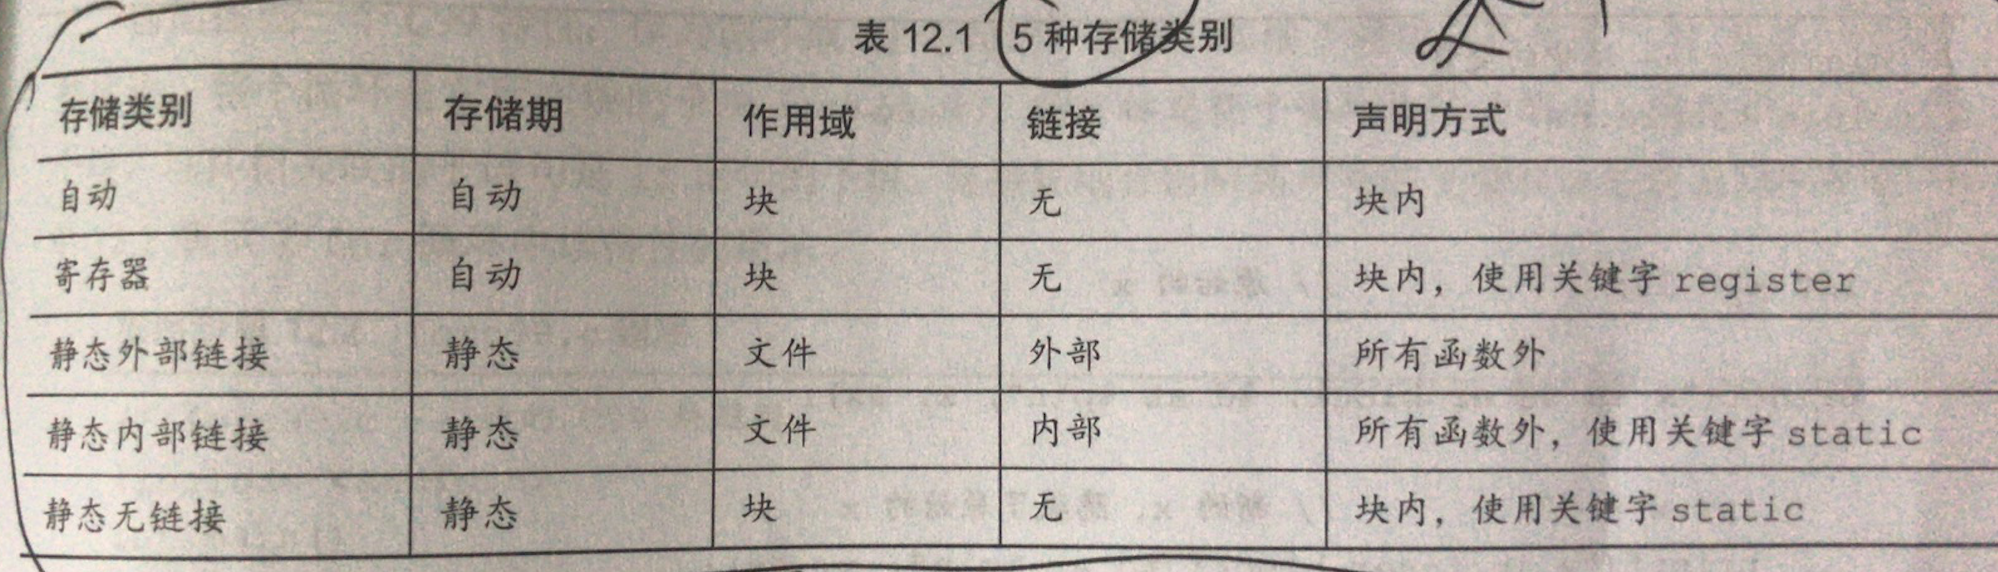 表 12.1 5 种存储类别
存储类别 存储期 作用域 链接 声明方式
自动 自动 块 无 块内
寄存器 自动 块 无 块内，使用关键字 register
静态外部链接 静态 文件 外部 所有函数外
静态内部链接 静态 文件 内部 所有函数外，使用关键字 static
静态无链接 静态 块 无 块内，使用关键字 static